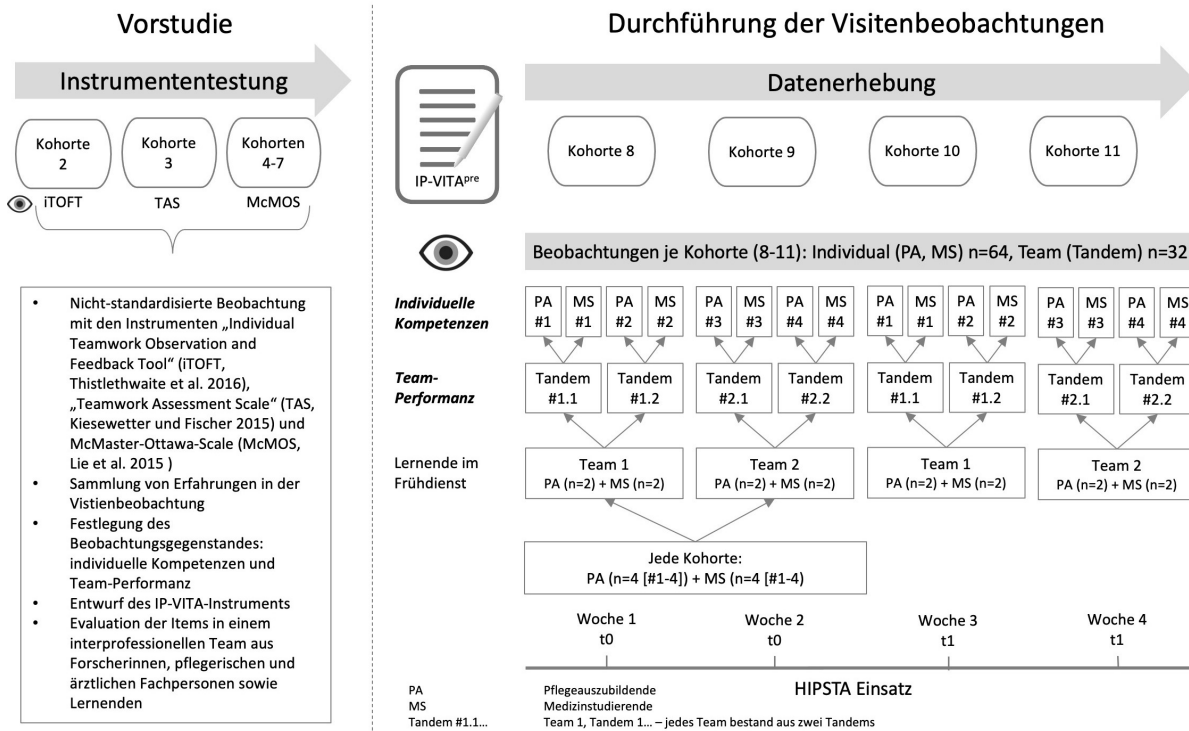 Vorstudie
Instrumententestung
Kohorte
2
Kohorte
3
Kohorten
4-7
iTOFT
TAS
McMOS
• Nicht-standardisierte Beobachtung
mit den Instrumenten „Individual
Teamwork Observation and
Feedback Tool“ (iTOFT,
Thistlethwaite et al. 2016),
„Teamwork Assessment Scale“ (TAS,
Kiesewetter und Fischer 2015) und
McMaster-Ottawa-Scale (McMOS,
Lie et al. 2015 )
• Sammlung von Erfahrungen in der
Vistienbeobachtung
• Festlegung des
Beobachtungsgegenstandes:
individuelle Kompetenzen und
Team-Performanz
• Entwurf des IP-VITA-Instruments
• Evaluation der Items in einem
interprofessionellen Team aus
Forscherinnen, pflegerischen und
ärztlichen Fachpersonen sowie
Lernenden
Durchführung der Visitenbeobachtungen
IP-VITApre
Datenerhebung
Kohorte 8
Kohorte 9
Kohorte 10
Kohorte 11
Beobachtungen je Kohorte (8-11): Individual (PA, MS) n=64, Team (Tandem) n=32
Individuelle
Kompetenzen
PA
#1
MS
#1
PA
#2
MS
#2
PA
#3
MS
#3
PA
#4
MS
#4
PA
#1
MS
#1
PA
#2
MS
#2
PA
#3
MS
#3
PA
#4
MS
#4
Team-
Performanz
Tandem
#1.1
Tandem
#1.2
Tandem
#2.1
Tandem
#2.2
Tandem
#1.1
Tandem
#1.2
Tandem
#2.1
Tandem
#2.2
Lernende im
Frühdienst
Team 1
PA (n=2) + MS (n=2)
Team 2
PA (n=2) + MS (n=2)
Team 1
PA (n=2) + MS (n=2)
Team 2
PA (n=2) + MS (n=2)
Jede Kohorte:
PA (n=4 [#1-4]) + MS (n=4 [#1-4)
Woche 1
t0
Woche 2
t0
Woche 3
t1
Woche 4
t1
HIPSTA Einsatz
PA Pflegeauszubildende
MS Medizinstudierende
Tandem #1.1... Team 1, Tandem 1... – jedes Team bestand aus zwei Tandems